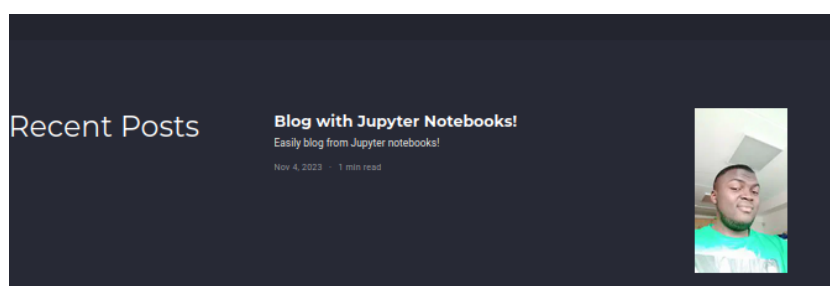 Recent Posts
Blog with Jupyter Notebooks!
Easily blog from Jupyter notebooks!
Nov 4, 2023 · 1 min read